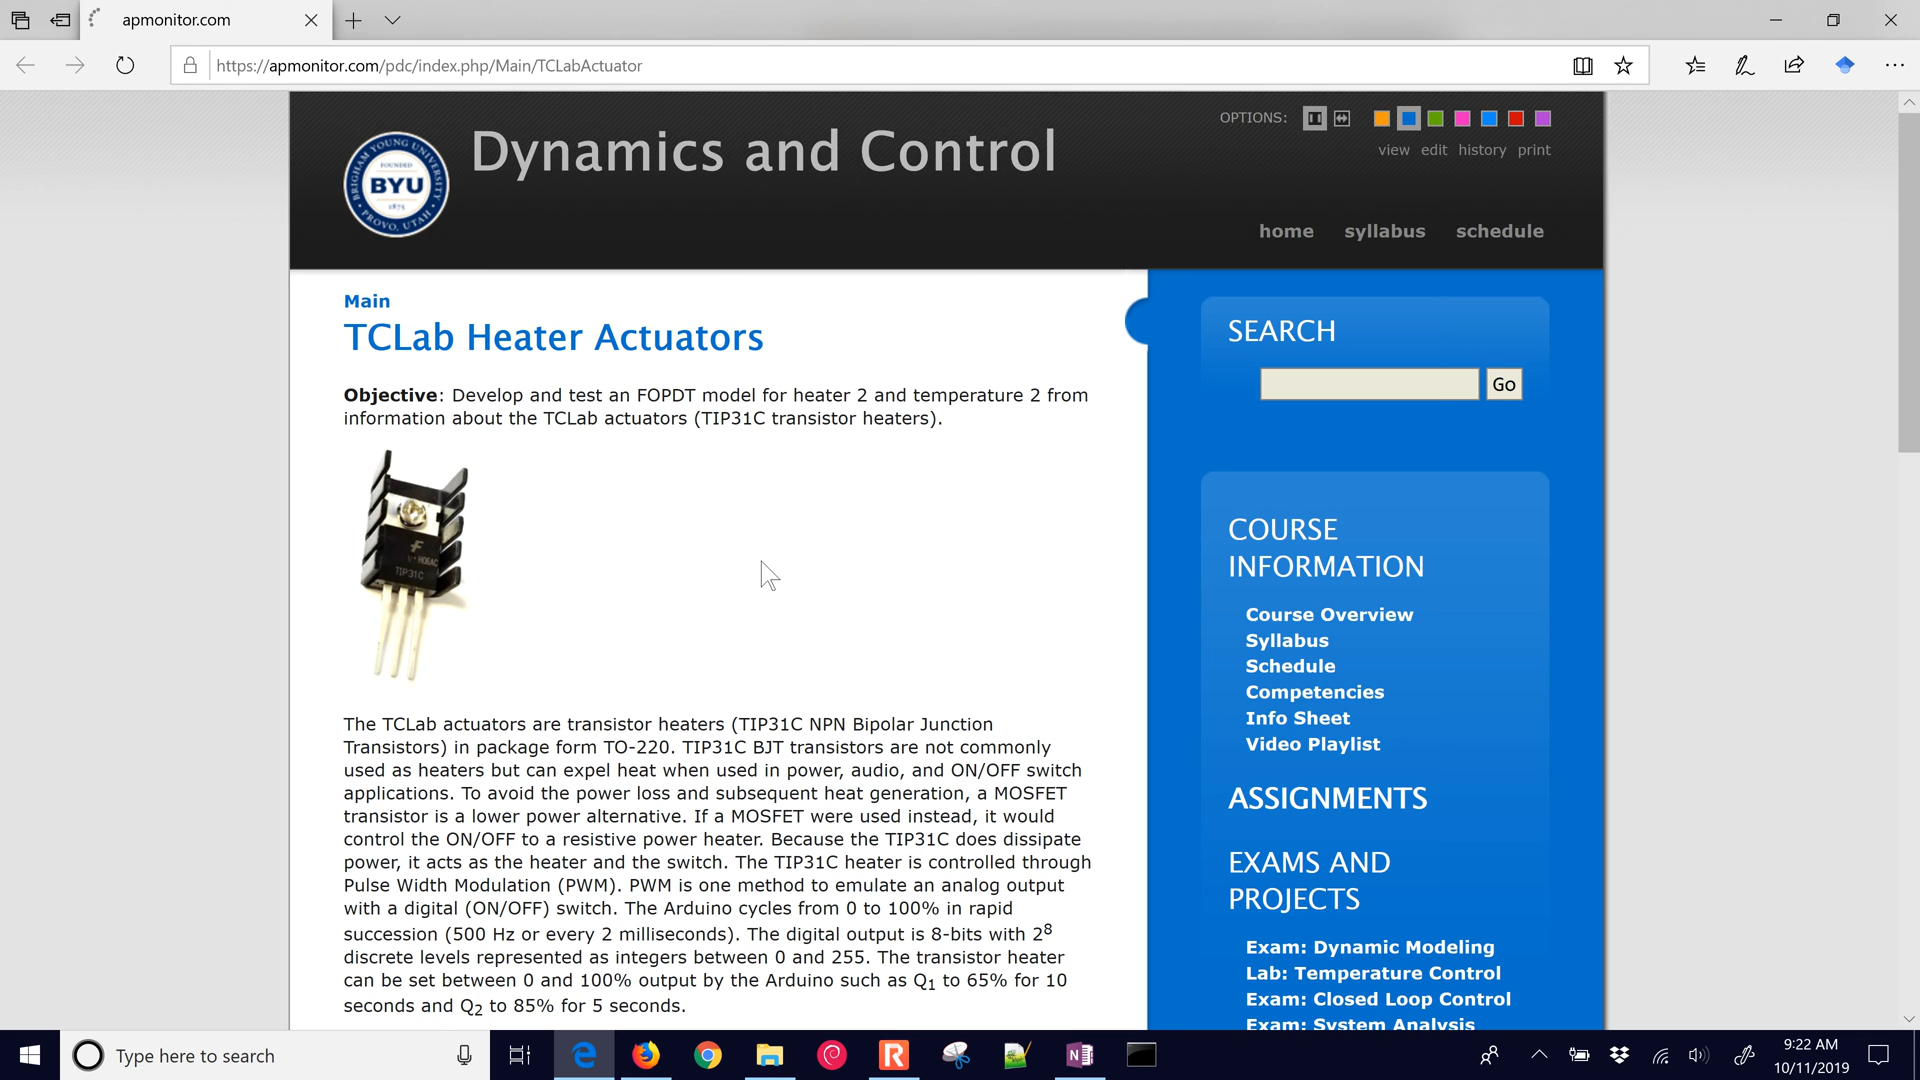 apmonitor.com
https://apmonitor.com/pdc/index.php/Main/TCLabActuator
OPTIONS:
view edit history print
BRIGHAM YOUNG UNIVERSITY
FOUNDED
BYU
1875
PROVO, UTAH
Dynamics and Control
home syllabus schedule
Main
TCLab Heater Actuators
Objective: Develop and test an FOPDT model for heater 2 and temperature 2 from
information about the TCLab actuators (TIP31C transistor heaters).
TIP31C
The TCLab actuators are transistor heaters (TIP31C NPN Bipolar Junction
Transistors) in package form TO-220. TIP31C BJT transistors are not commonly
used as heaters but can expel heat when used in power, audio, and ON/OFF switch
applications. To avoid the power loss and subsequent heat generation, a MOSFET
transistor is a lower power alternative. If a MOSFET were used instead, it would
control the ON/OFF to a resistive power heater. Because the TIP31C does dissipate
power, it acts as the heater and the switch. The TIP31C heater is controlled through
Pulse Width Modulation (PWM). PWM is one method to emulate an analog output
with a digital (ON/OFF) switch. The Arduino cycles from 0 to 100% in rapid
succession (500 Hz or every 2 milliseconds). The digital output is 8-bits with 2⁸
discrete levels represented as integers between 0 and 255. The transistor heater
can be set between 0 and 100% output by the Arduino such as Q₁ to 65% for 10
seconds and Q₂ to 85% for 5 seconds.
SEARCH
Go
COURSE
INFORMATION
Course Overview
Syllabus
Schedule
Competencies
Info Sheet
Video Playlist
ASSIGNMENTS
EXAMS AND
PROJECTS
Exam: Dynamic Modeling
Lab: Temperature Control
Exam: Closed Loop Control
Exam: System Analysis
Type here to search
9:22 AM
10/11/2019